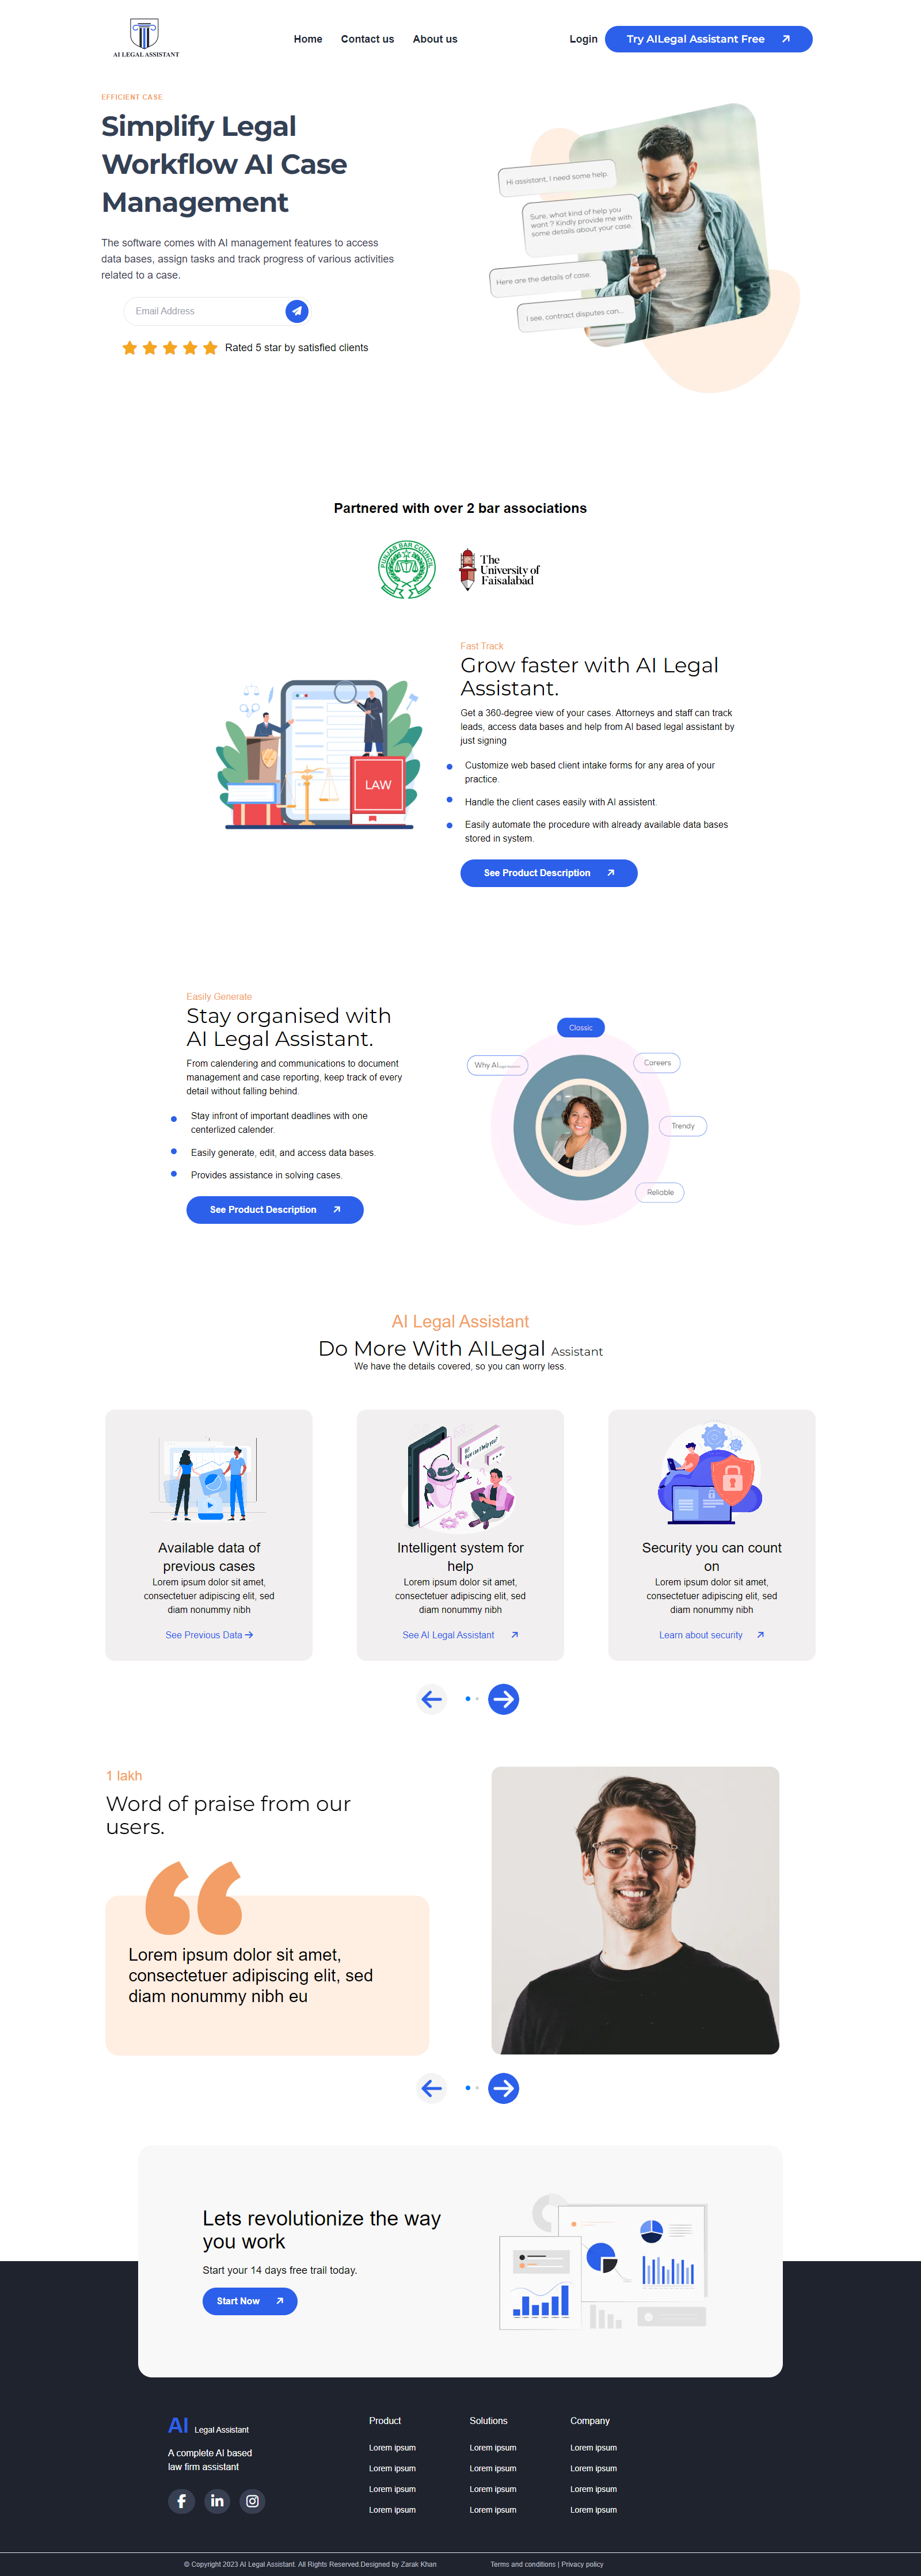 AI LEGAL ASSISTANT
Home Contact us About us Login Try AILegal Assistant Free
EFFICIENT CASE
Simplify Legal
Workflow AI Case
Management
The software comes with AI management features to access
data bases, assign tasks and track progress of various activities
related to a case.
Email Address
Rated 5 star by satisfied clients
Hi assistant, I need some help.
Sure, what kind of help you
want ? Kindly provide me with
some details about your case.
Here are the details of case.
I see, contract disputes can...
Partnered with over 2 bar associations
PUNJAB BAR COUNCIL
The
University of
Faisalabad
LAW
Fast Track
Grow faster with AI Legal
Assistant.
Get a 360-degree view of your cases. Attorneys and staff can track
leads, access data bases and help from AI based legal assistant by
just signing
Customize web based client intake forms for any area of your
practice.
Handle the client cases easily with AI assistent.
Easily automate the procedure with already available data bases
stored in system.
See Product Description
Easily Generate
Stay organised with
AI Legal Assistant.
From calendering and communications to document
management and case reporting, keep track of every
detail without falling behind.
Stay infront of important deadlines with one
centerlized calender.
Easily generate, edit, and access data bases.
Provides assistance in solving cases.
See Product Description
Classic
Why AI
Careers
Trendy
Reliable
AI Legal Assistant
Do More With AILegal Assistant
We have the details covered, so you can worry less.
Available data of
previous cases
Lorem ipsum dolor sit amet,
consectetuer adipiscing elit, sed
diam nonummy nibh
See Previous Data
Hi!
How can I help you?
Intelligent system for
help
Lorem ipsum dolor sit amet,
consectetuer adipiscing elit, sed
diam nonummy nibh
See AI Legal Assistant
Security you can count
on
Lorem ipsum dolor sit amet,
consectetuer adipiscing elit, sed
diam nonummy nibh
Learn about security
1 lakh
Word of praise from our
users.
Lorem ipsum dolor sit amet,
consectetuer adipiscing elit, sed
diam nonummy nibh eu
Lets revolutionize the way
you work
Start your 14 days free trail today.
Start Now
AI Legal Assistant
A complete AI based
law firm assistant
Product
Lorem ipsum
Lorem ipsum
Lorem ipsum
Lorem ipsum
Solutions
Lorem ipsum
Lorem ipsum
Lorem ipsum
Lorem ipsum
Company
Lorem ipsum
Lorem ipsum
Lorem ipsum
Lorem ipsum
© Copyright 2023 AI Legal Assistant. All Rights Reserved.Designed by Zarak Khan
Terms and conditions | Privacy policy